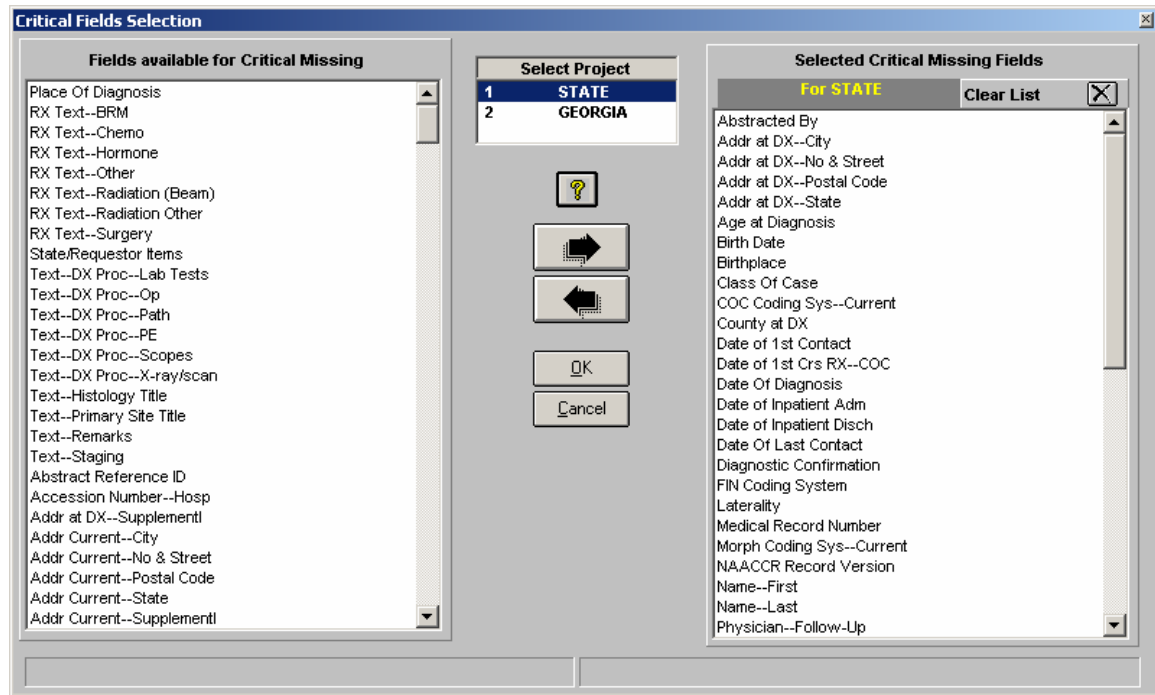 Critical Fields Selection
Fields available for Critical Missing
Place Of Diagnosis
RX Text--BRM
RX Text--Chemo
RX Text--Hormone
RX Text--Other
RX Text--Radiation (Beam)
RX Text--Radiation Other
RX Text--Surgery
State/Requestor Items
Text--DX Proc--Lab Tests
Text--DX Proc--Op
Text--DX Proc--Path
Text--DX Proc--PE
Text--DX Proc--Scopes
Text--DX Proc--X-ray/scan
Text--Histology Title
Text--Primary Site Title
Text--Remarks
Text--Staging
Abstract Reference ID
Accession Number--Hosp
Addr at DX--Supplementl
Addr Current--City
Addr Current--No & Street
Addr Current--Postal Code
Addr Current--State
Addr Current--Supplementl
Select Project
1 STATE
2 GEORGIA
?
OK
Cancel
Selected Critical Missing Fields
For STATE
Clear List
Abstracted By
Addr at DX--City
Addr at DX--No & Street
Addr at DX--Postal Code
Addr at DX--State
Age at Diagnosis
Birth Date
Birthplace
Class Of Case
COC Coding Sys--Current
County at DX
Date of 1st Contact
Date of 1st Crs RX--COC
Date Of Diagnosis
Date of Inpatient Adm
Date of Inpatient Disch
Date Of Last Contact
Diagnostic Confirmation
FIN Coding System
Laterality
Medical Record Number
Morph Coding Sys--Current
NAACCR Record Version
Name--First
Name--Last
Physician--Follow-Up